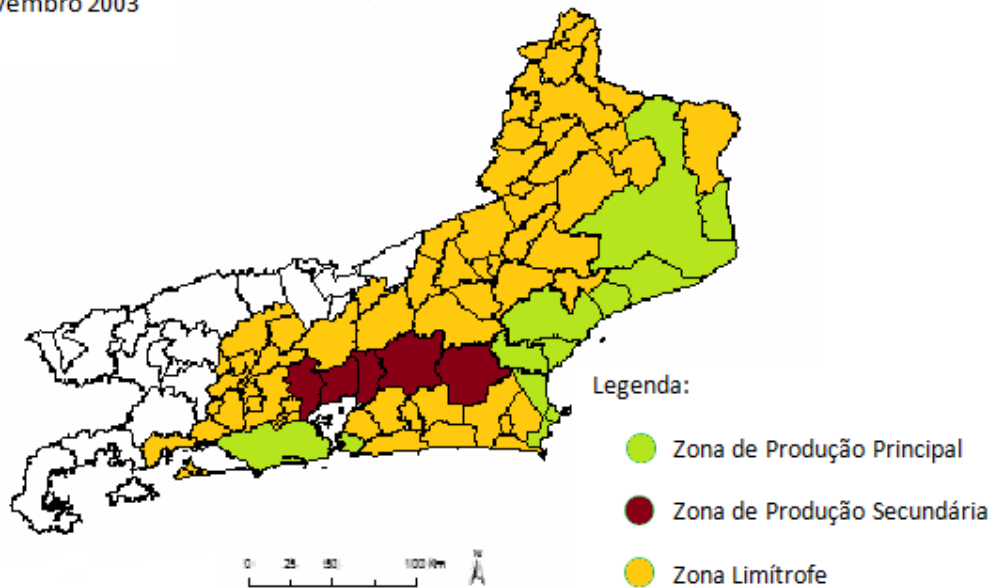 vembro 2003
Legenda:
Zona de Produção Principal
Zona de Produção Secundária
Zona Limítrofe
0 25 50 100 Km
N